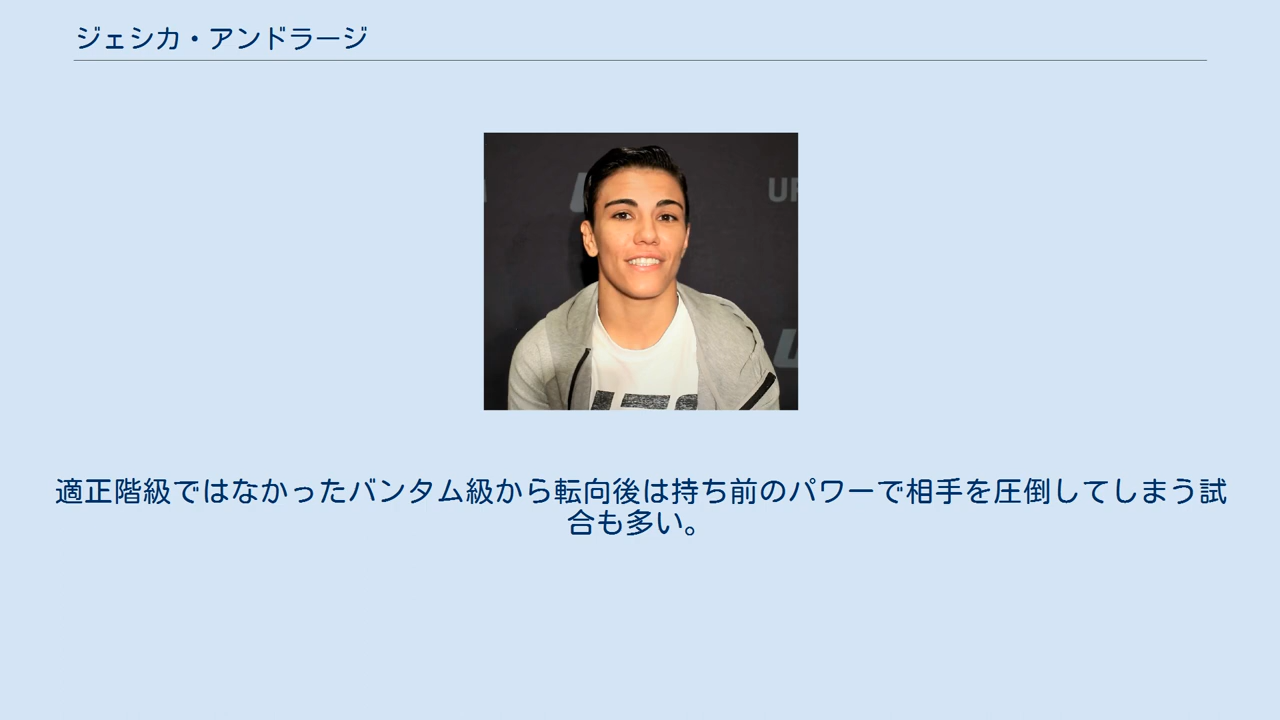 ジェシカ・アンドラージ
UF
適正階級ではなかったバンタム級から転向後は持ち前のパワーで相手を圧倒してしまう試
合も多い。